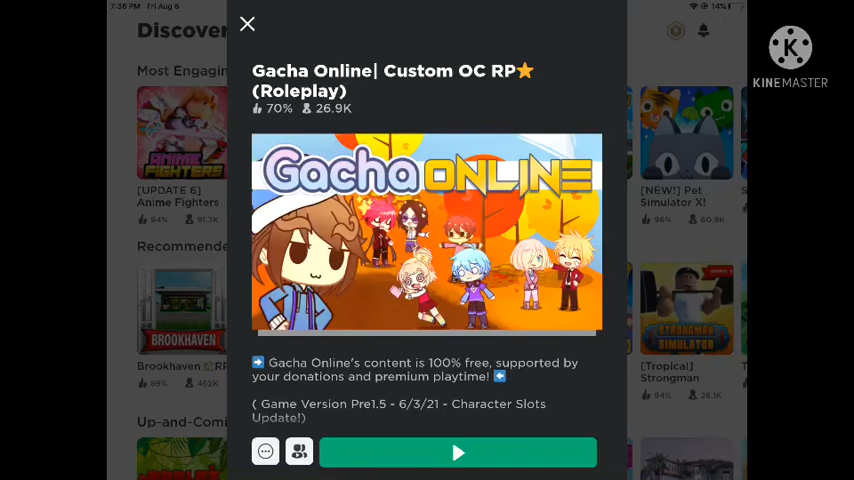 7:36 PM Fri Aug 6
14%
Discover
KINEMASTER
Most Engaging
Gacha Online| Custom OC RP⭐
(Roleplay)
70% 26.9K
Gacha ONLINE
ANIME
FIGHTERS
[UPDATE 6]
Anime Fighters
94% 91.3K
[NEW!] Pet
Simulator X!
96% 60.9K
Recommended
BROOKHAVEN
Brookhaven 🏡RP
89% 462K
STRONGMAN
SIMULATOR
[Tropical]
Strongman
94% 26.1K
➡️ Gacha Online's content is 100% free, supported by
your donations and premium playtime! ⬅️
( Game Version Pre1.5 - 6/3/21 - Character Slots
Update!)
Up-and-Comi